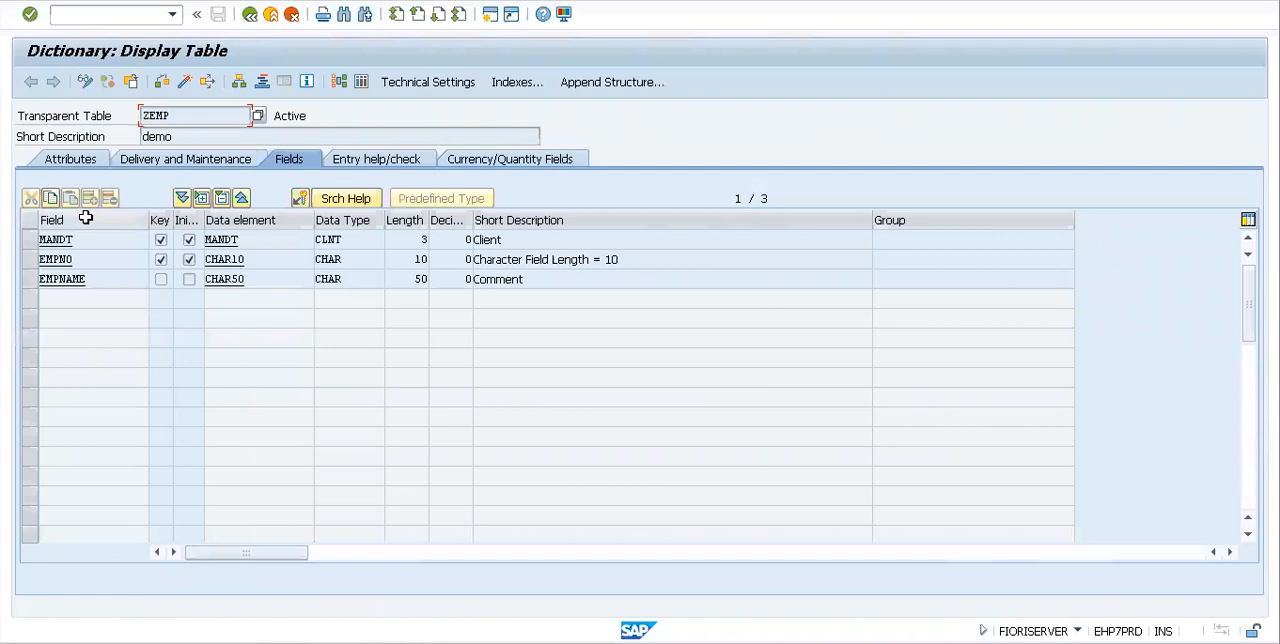 Dictionary: Display Table
Technical Settings Indexes... Append Structure...
Transparent Table ZEMP Active
Short Description demo
Attributes Delivery and Maintenance Fields Entry help/check Currency/Quantity Fields
Srch Help Predefined Type 1 / 3
Field Key Ini... Data element Data Type Length Deci... Short Description Group
MANDT MANDT CLNT 3 0 Client
EMPNO CHAR10 CHAR 10 0 Character Field Length = 10
EMPNAME CHAR50 CHAR 50 0 Comment
SAP FIORISERVER EHP7PRD INS